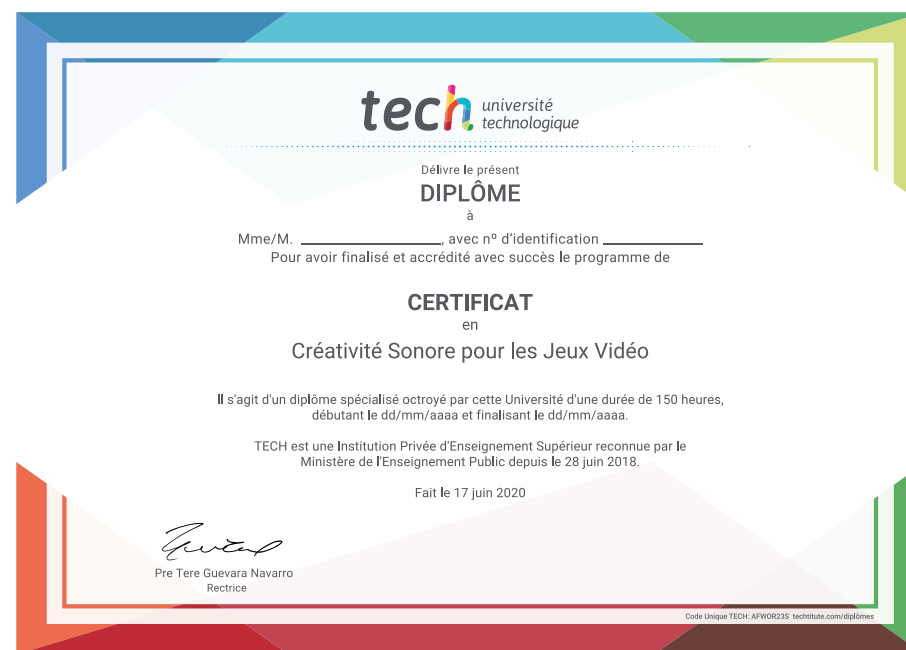 tech université
technologique
Délivre le présent
DIPLÔME
à
Mme/M. ____________________, avec nº d'identification ______________
Pour avoir finalisé et accrédité avec succès le programme de
CERTIFICAT
en
Créativité Sonore pour les Jeux Vidéo
Il s'agit d'un diplôme spécialisé octroyé par cette Université d'une durée de 150 heures,
débutant le dd/mm/aaaa et finalisant le dd/mm/aaaa.
TECH est une Institution Privée d'Enseignement Supérieur reconnue par le
Ministère de l'Enseignement Public depuis le 28 juin 2018.
Fait le 17 juin 2020
Pre Tere Guevara Navarro
Rectrice
Code Unique TECH: AFWOR23S techtitute.com/diplômes